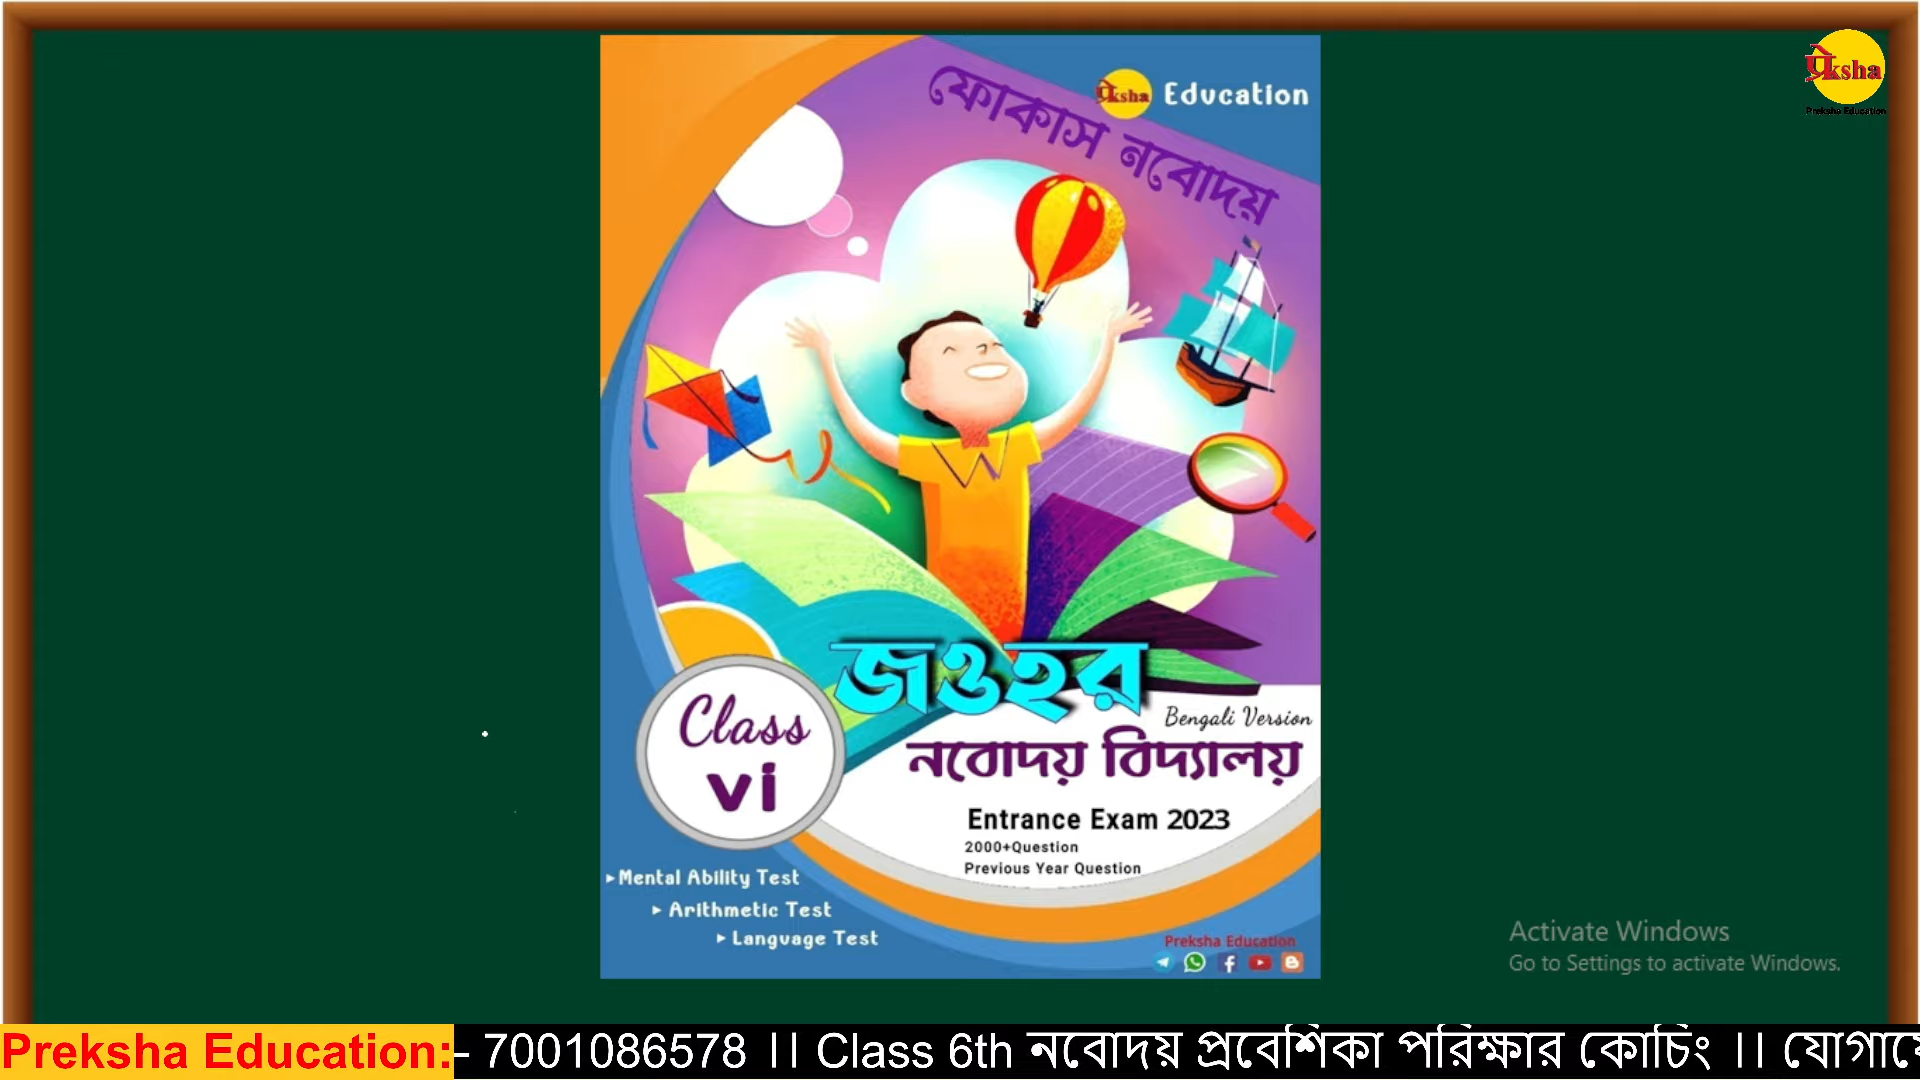 প্রেksha
Preksha Education
প্রেksha Education
ফোকাস নবোদয়
জওহর
Bengali Version
নবোদয় বিদ্যালয়
Class
vi
Entrance Exam 2023
2000+Question
Previous Year Question
▸Mental Ability Test
▸ Arithmetic Test
▸ Language Test
Preksha Education
Activate Windows
Go to Settings to activate Windows.
Preksha Education:- 7001086578 ।। Class 6th নবোদয় প্রবেশিকা পরিক্ষার কোচিং ।।